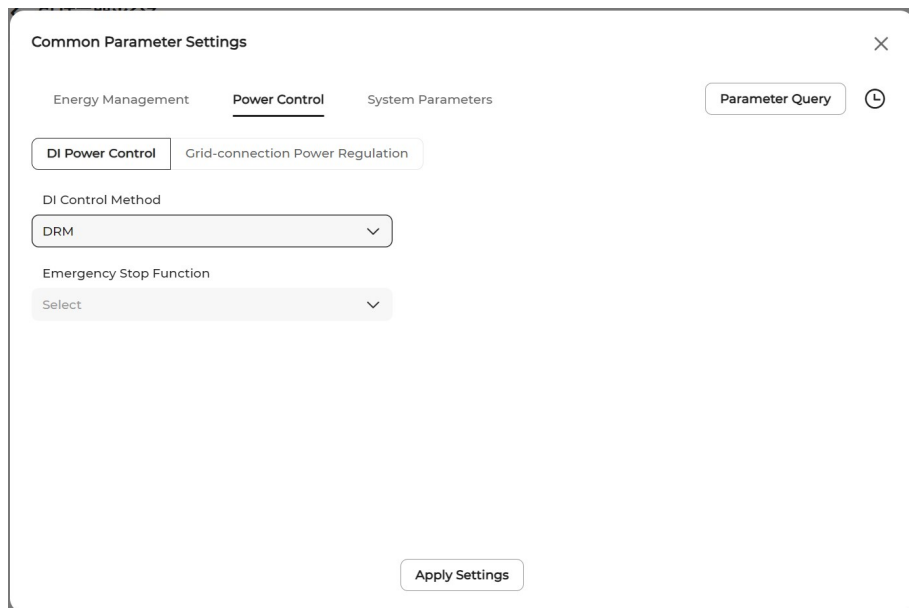 Common Parameter Settings
Energy Management Power Control System Parameters Parameter Query
DI Power Control Grid-connection Power Regulation
DI Control Method
DRM
Emergency Stop Function
Select
Apply Settings